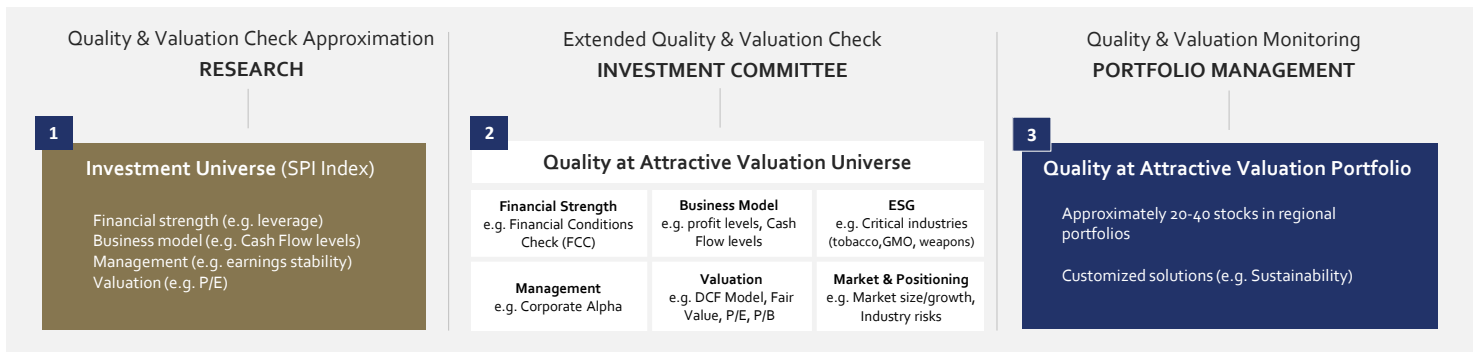 Quality & Valuation Check Approximation
RESEARCH
1
Investment Universe (SPI Index)
Financial strength (e.g. leverage)
Business model (e.g. Cash Flow levels)
Management (e.g. earnings stability)
Valuation (e.g. P/E)
Extended Quality & Valuation Check
INVESTMENT COMMITTEE
2
Quality at Attractive Valuation Universe
Financial Strength
e.g. Financial Conditions
Check (FCC)
Business Model
e.g. profit levels, Cash
Flow levels
ESG
e.g. Critical industries
(tobacco,GMO, weapons)
Management
e.g. Corporate Alpha
Valuation
e.g. DCF Model, Fair
Value, P/E, P/B
Market & Positioning
e.g. Market size/growth,
Industry risks
Quality & Valuation Monitoring
PORTFOLIO MANAGEMENT
3
Quality at Attractive Valuation Portfolio
Approximately 20-40 stocks in regional
portfolios
Customized solutions (e.g. Sustainability)